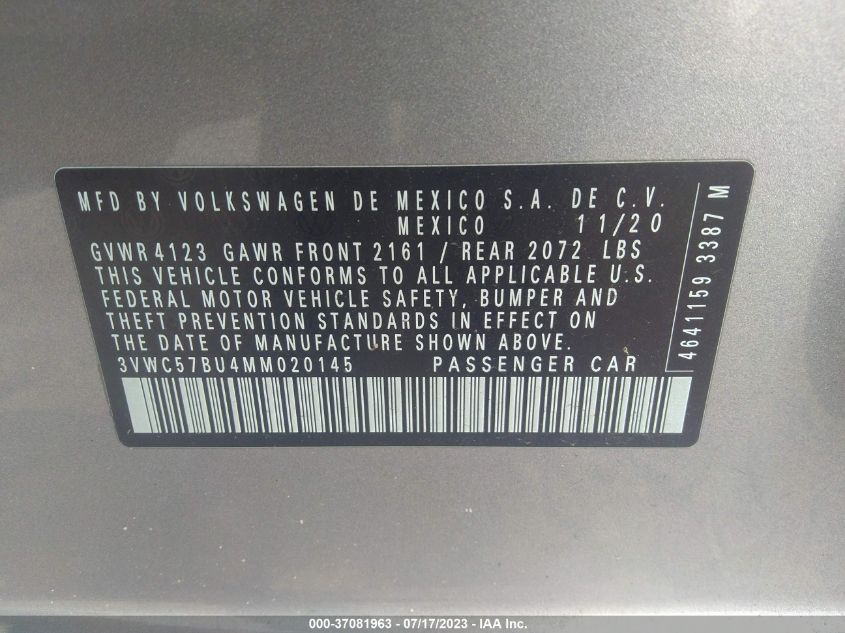 MFD BY VOLKSWAGEN DE MEXICO S.A. DE C.V.
MEXICO 11/20
GVWR 4123 GAWR FRONT 2161 / REAR 2072 LBS
THIS VEHICLE CONFORMS TO ALL APPLICABLE U.S.
FEDERAL MOTOR VEHICLE SAFETY, BUMPER AND
THEFT PREVENTION STANDARDS IN EFFECT ON
THE DATE OF MANUFACTURE SHOWN ABOVE.
3VWC57BU4MM020145 PASSENGER CAR
4641159 3387 M
000-37081963 - 07/17/2023 - IAA Inc.